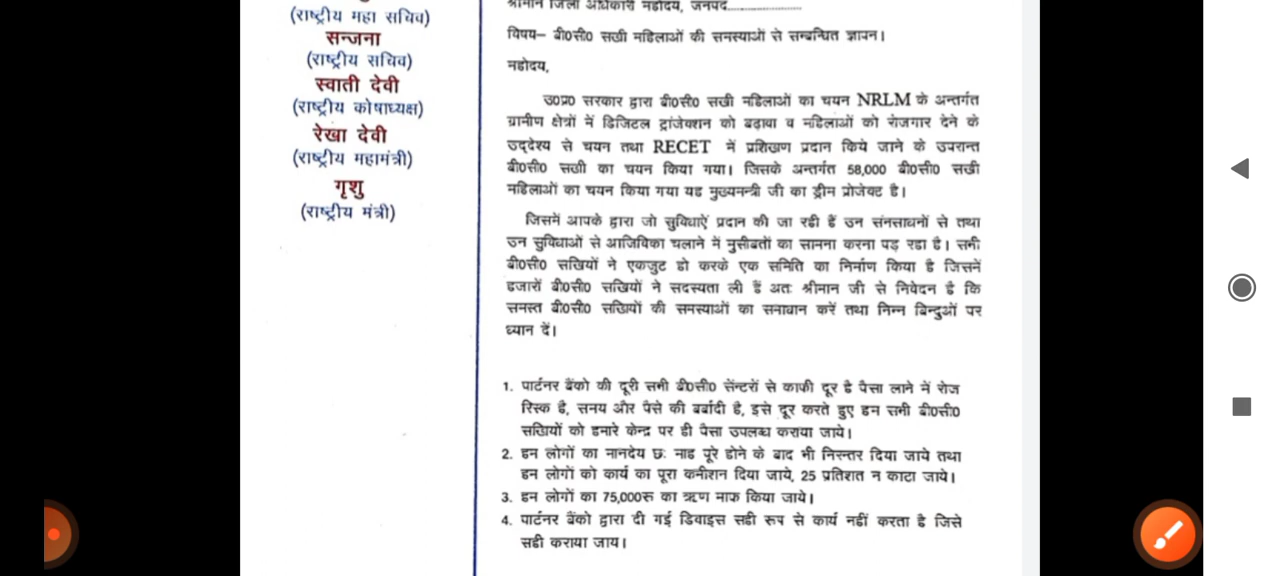 (राष्ट्रीय महा सचिव)
सन्जना
(राष्ट्रीय सचिव)
स्वाती देवी
(राष्ट्रीय कोषाध्यक्ष)
रेखा देवी
(राष्ट्रीय महामंत्री)
गृशु
(राष्ट्रीय मंत्री)
श्रीमान जिला अधिकारी महोदय, जनपद....................
विषय– बी0सी0 सखी महिलाओं की समस्याओं से सम्बन्धित ज्ञापन।
महोदय,
उ0प्र0 सरकार द्वारा बी0सी0 सखी महिलाओं का चयन NRLM के अन्तर्गत
ग्रामीण क्षेत्रों में डिजिटल ट्रांजेक्शन को बढ़ावा व महिलाओं को रोजगार देने के
उद्देश्य से चयन तथा RECET में प्रशिक्षण प्रदान किये जाने के उपरान्त
बी0सी0 सखी का चयन किया गया। जिसके अन्तर्गत 58,000 बी0सी0 सखी
महिलाओं का चयन किया गया यह मुख्यमन्त्री जी का ड्रीम प्रोजेक्ट है।
जिसमें आपके द्वारा जो सुविधाऐं प्रदान की जा रही हैं उन संनसाधनों से तथा
उन सुविधाओं से आजिविका चलाने में मुसीबतों का सामना करना पड़ रहा है। सभी
बी0सी0 सखियों ने एकजुट हो करके एक समिति का निर्माण किया है जिसमें
हजारों बी0सी0 सखियों ने सदस्यता ली हैं अतः श्रीमान जी से निवेदन है कि
समस्त बी0सी0 सखियों की समस्याओं का समाधान करें तथा निम्न बिन्दुओं पर
ध्यान दें।
1. पार्टनर बैंको की दूरी सभी बी0सी0 सेंन्टरों से काफी दूर है पैसा लाने में रोज
रिस्क है, समय और पैसे की बर्बादी है, इसे दूर करते हुए हम सभी बी0सी0
सखियों को हमारे केन्द्र पर ही पैसा उपलब्ध कराया जाये।
2. हम लोगों का मानदेय छः माह पूरे होने के बाद भी निरन्तर दिया जाये तथा
हम लोगों को कार्य का पूरा कमीशन दिया जाये, 25 प्रतिशत न काटा जाये।
3. हम लोगों का 75,000रू का ऋण माफ किया जाये।
4. पार्टनर बैंको द्वारा दी गई डिवाइस सही रूप से कार्य नहीं करता है जिसे
सही कराया जाय।